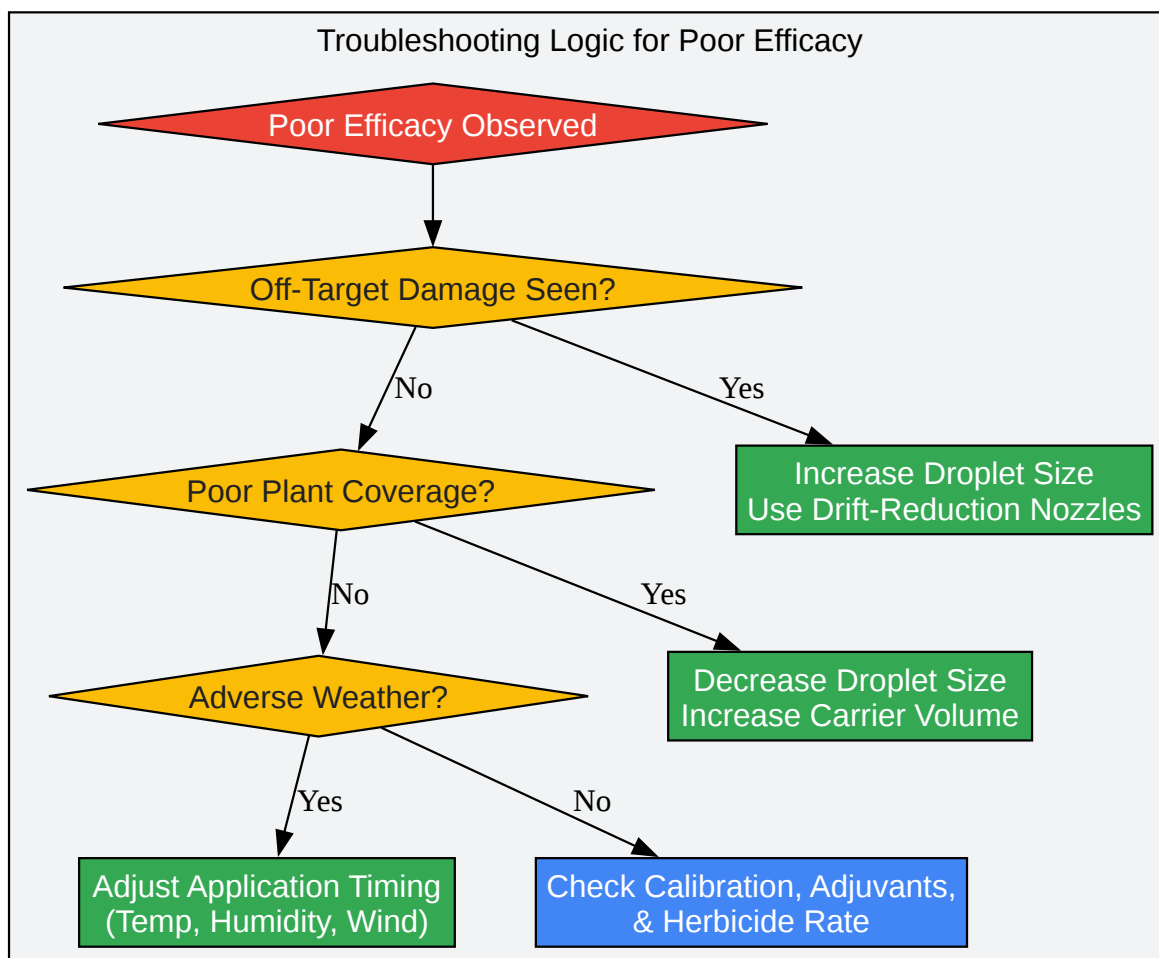 Troubleshooting Logic for Poor Efficacy
Poor Efficacy Observed
Off-Target Damage Seen?
No
Yes
Increase Droplet Size
Use Drift-Reduction Nozzles
Poor Plant Coverage?
No
Yes
Decrease Droplet Size
Increase Carrier Volume
Adverse Weather?
Yes
No
Adjust Application Timing
(Temp, Humidity, Wind)
Check Calibration, Adjuvants,
& Herbicide Rate